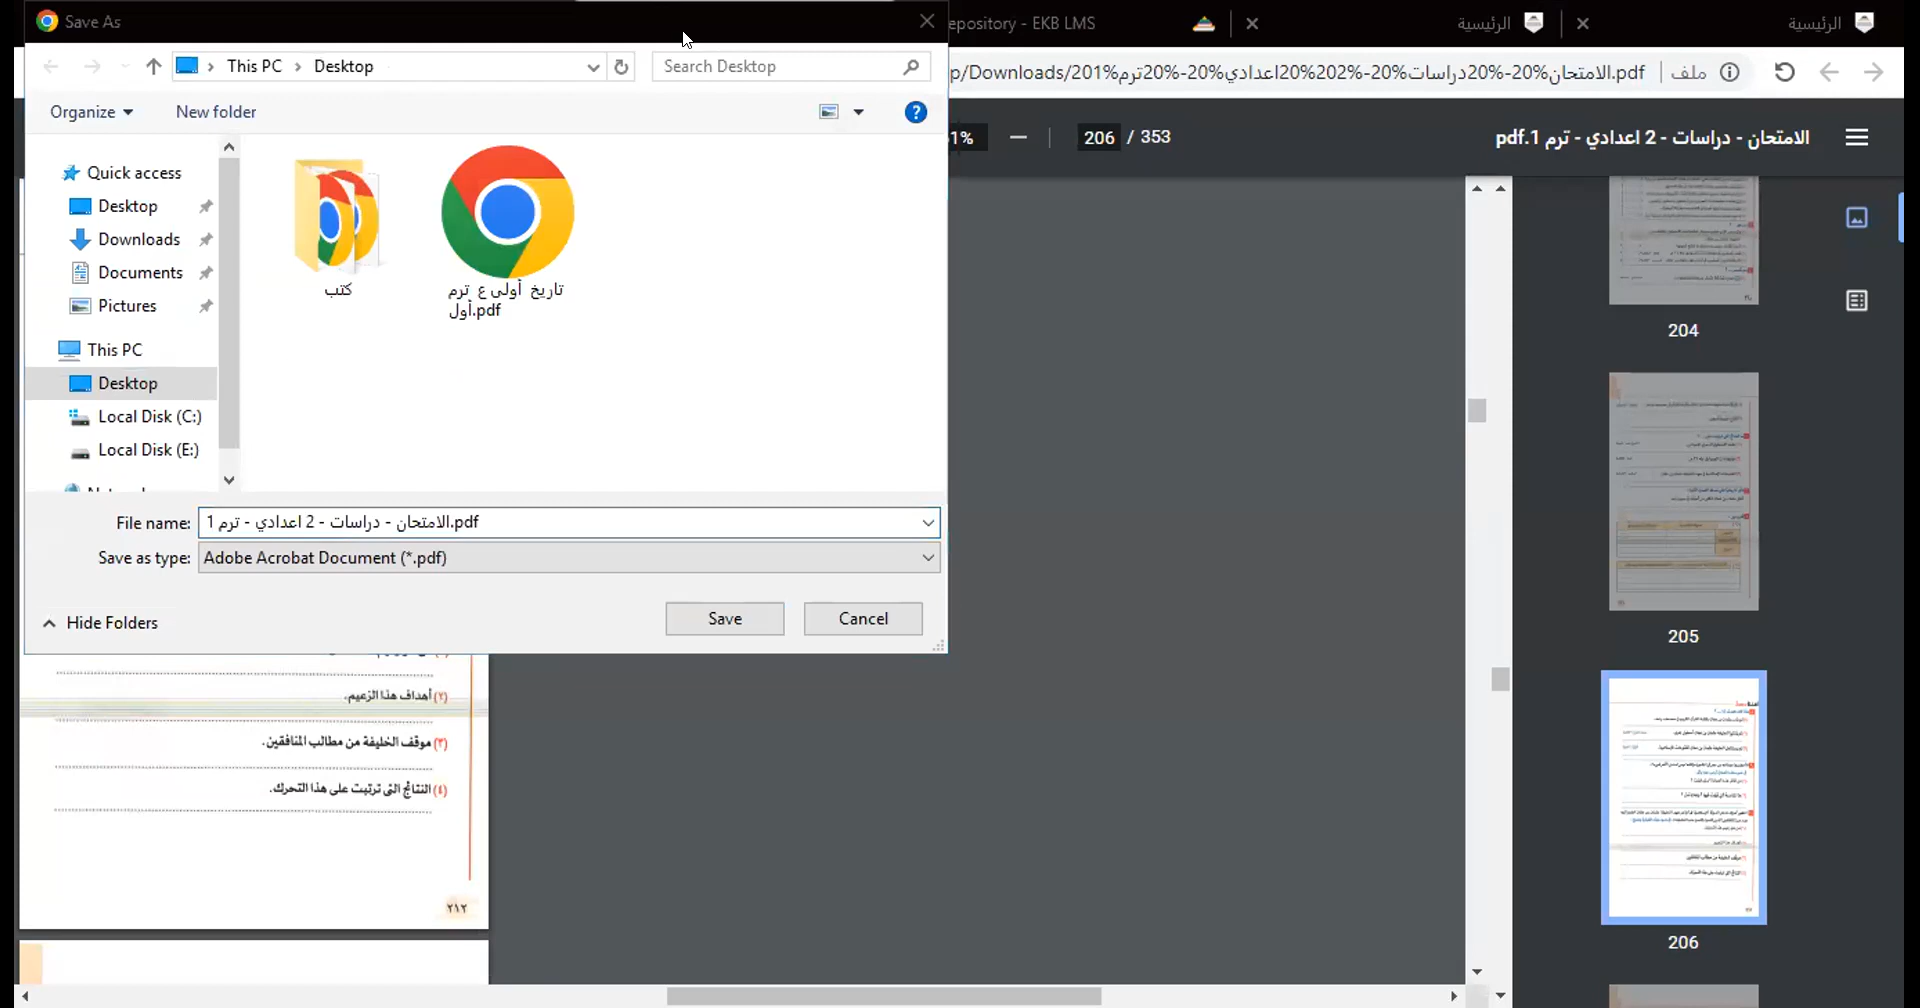 Save As
This PC
Desktop
Search Desktop
Organize
New folder
Quick access
Desktop
Downloads
Documents
Pictures
This PC
Desktop
Local Disk (C:)
Local Disk (E:)
كتب
تاريخ أولى ع ترم
أول.pdf
File name:
الامتحان - دراسات - 2 اعدادي - ترم 1.pdf
Save as type:
Adobe Acrobat Document (*.pdf)
Hide Folders
Save
Cancel
epository - EKB LMS
الرئيسية
الرئيسية
p/Downloads/الامتحان%20-%20دراسات%20-%202%20اعدادي%20-%20ترم%201.pdf
ملف
1%
206 / 353
الامتحان - دراسات - 2 اعدادي - ترم 1.pdf
204
205
206
(٢) أهداف هذا الزعيم.
(٣) موقف الخليفة من مطالب المنافقين.
(٤) النتائج التى ترتبت على هذا التحرك.
٢١٢